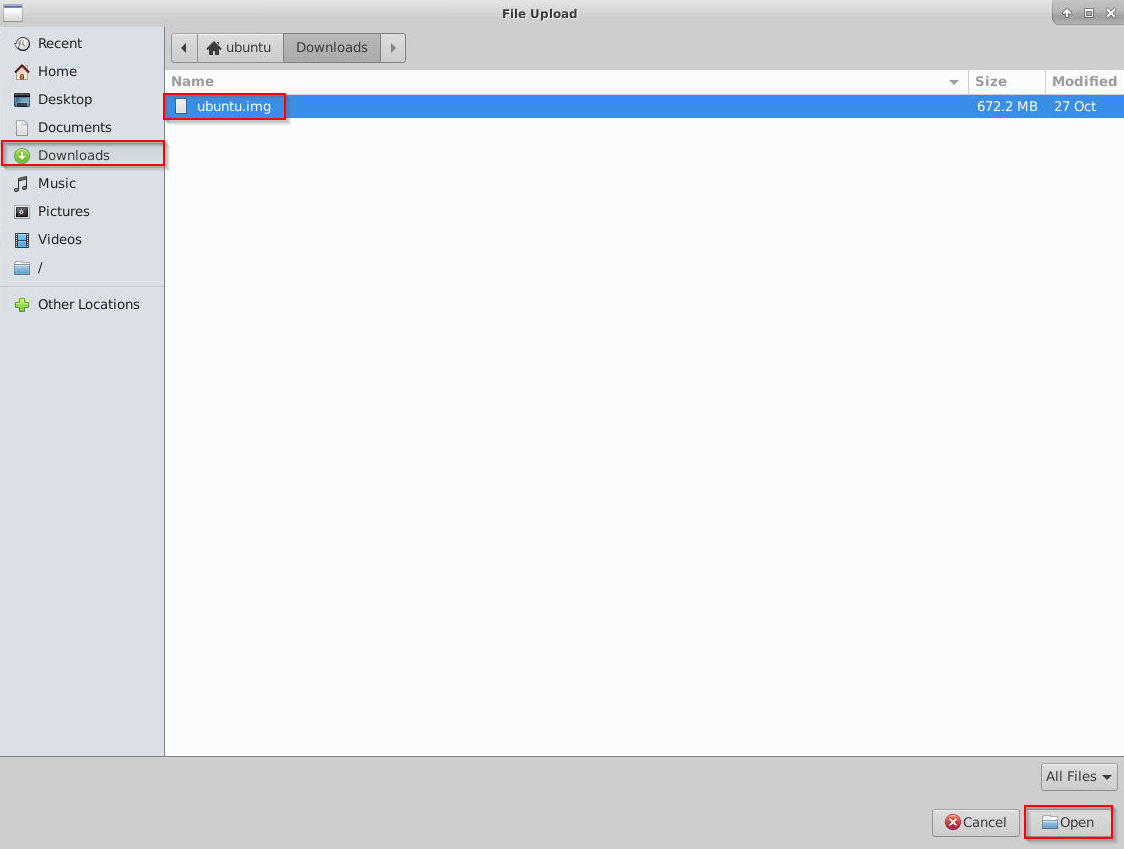 File Upload
Recent
Home
Desktop
Documents
Downloads
Music
Pictures
Videos
/
Other Locations
ubuntu Downloads
Name Size Modified
ubuntu.img 672.2 MB 27 Oct
All Files
Cancel Open